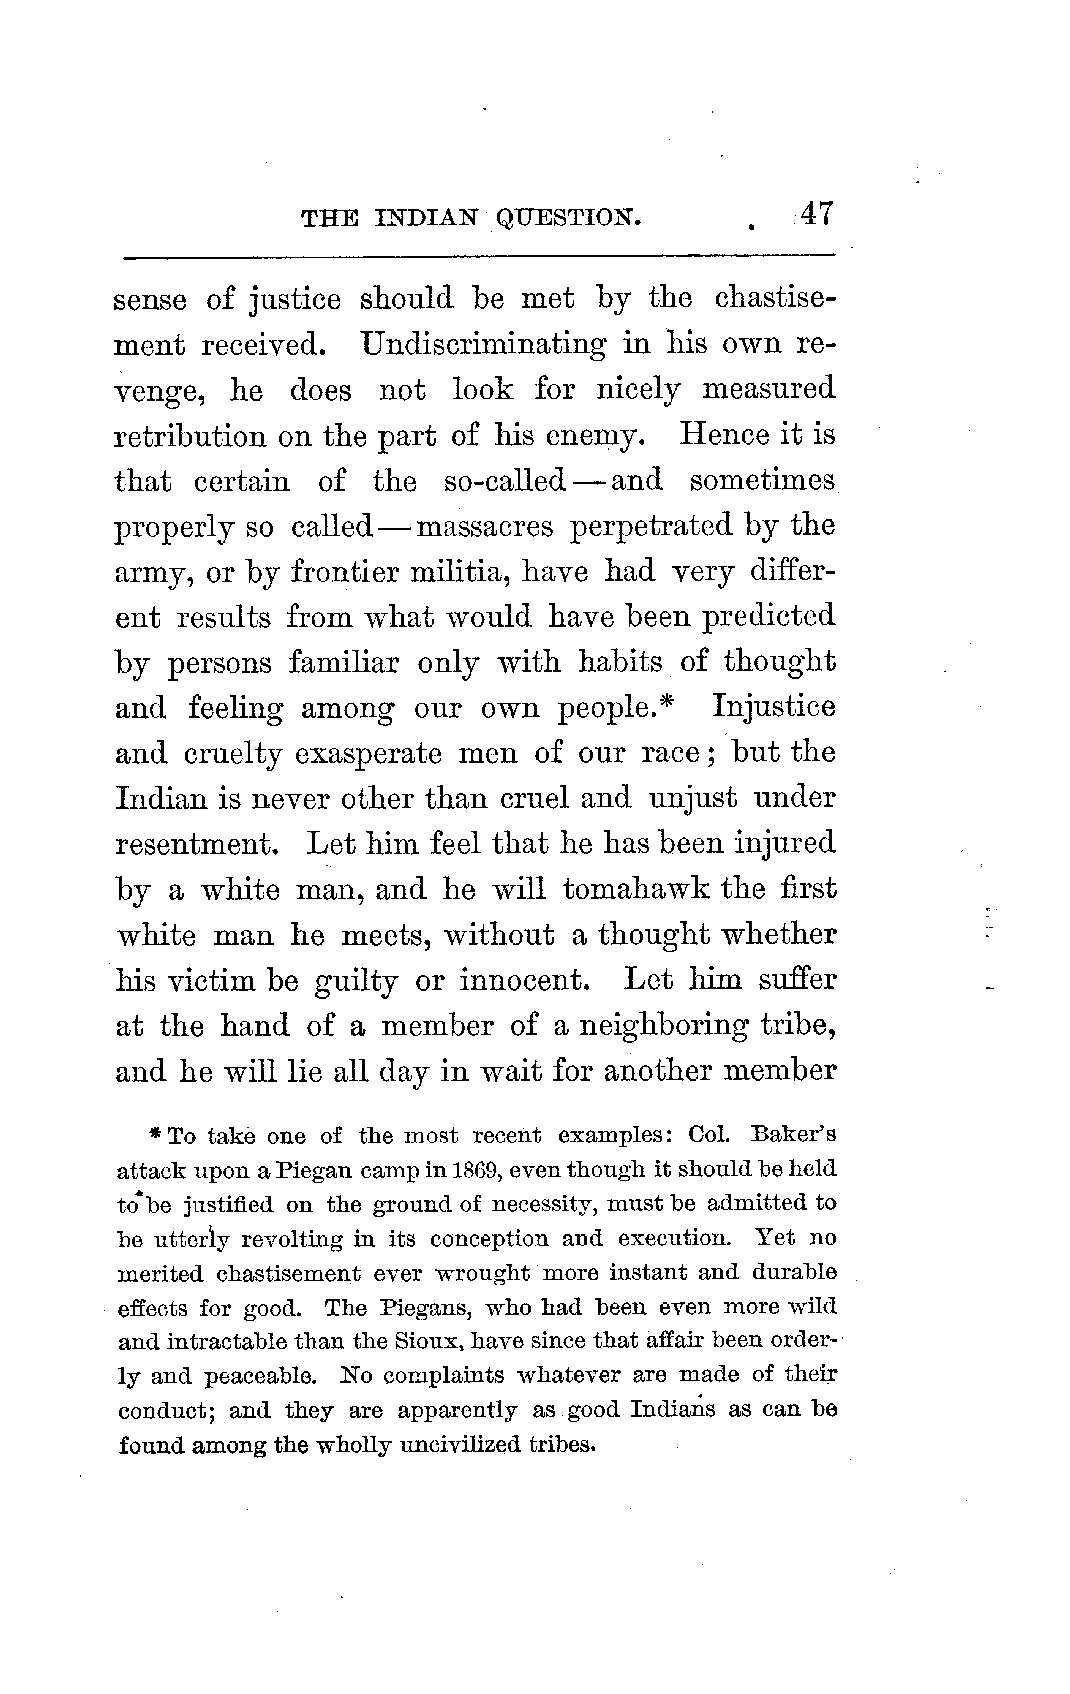 THE INDIAN QUESTION. 47
sense of justice should be met by the chastise-
ment received. Undiscriminating in his own re-
venge, he does not look for nicely measured
retribution on the part of his enemy. Hence it is
that certain of the so-called—and sometimes
properly so called—massacres perpetrated by the
army, or by frontier militia, have had very differ-
ent results from what would have been predicted
by persons familiar only with habits of thought
and feeling among our own people.* Injustice
and cruelty exasperate men of our race; but the
Indian is never other than cruel and unjust under
resentment. Let him feel that he has been injured
by a white man, and he will tomahawk the first
white man he meets, without a thought whether
his victim be guilty or innocent. Let him suffer
at the hand of a member of a neighboring tribe,
and he will lie all day in wait for another member
* To take one of the most recent examples: Col. Baker's
attack upon a Piegan camp in 1869, even though it should be held
to be justified on the ground of necessity, must be admitted to
be utterly revolting in its conception and execution. Yet no
merited chastisement ever wrought more instant and durable
effects for good. The Piegans, who had been even more wild
and intractable than the Sioux, have since that affair been order-
ly and peaceable. No complaints whatever are made of their
conduct; and they are apparently as good Indians as can be
found among the wholly uncivilized tribes.